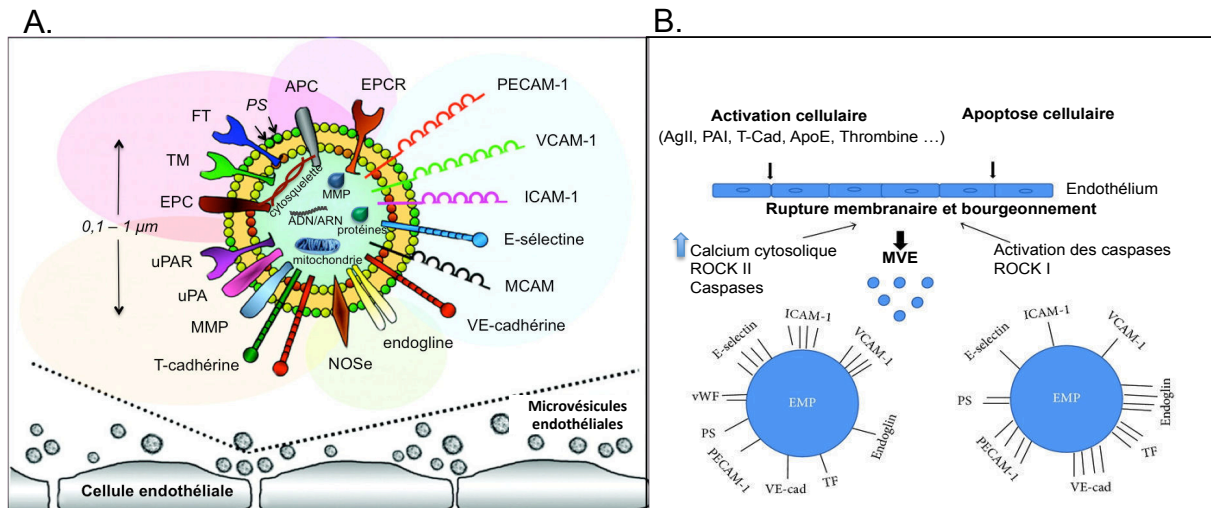 A.
APC
EPCR
PS
FT
TM
EPC
0,1 – 1 µm
uPAR
uPA
MMP
T-cadhérine
NOSe
endogline
VE-cadhérine
MCAM
E-sélectine
ICAM-1
VCAM-1
PECAM-1
cytosquelette
MMP
ADN/ARN
protéines
mitochondrie
Microvésicules
endothéliales
Cellule endothéliale
B.
Activation cellulaire
(AgII, PAI, T-Cad, ApoE, Thrombine …)
Apoptose cellulaire
Endothélium
Rupture membranaire et bourgeonnement
Calcium cytosolique
ROCK II
Caspases
MVE
Activation des caspases
ROCK I
ICAM-1
E-selectin
VCAM-1
vWF
EMP
PS
Endoglin
PECAM-1
VE-cad
TF
ICAM-1
VCAM-1
E-selectin
PS
EMP
Endoglin
PECAM-1
TF
VE-cad